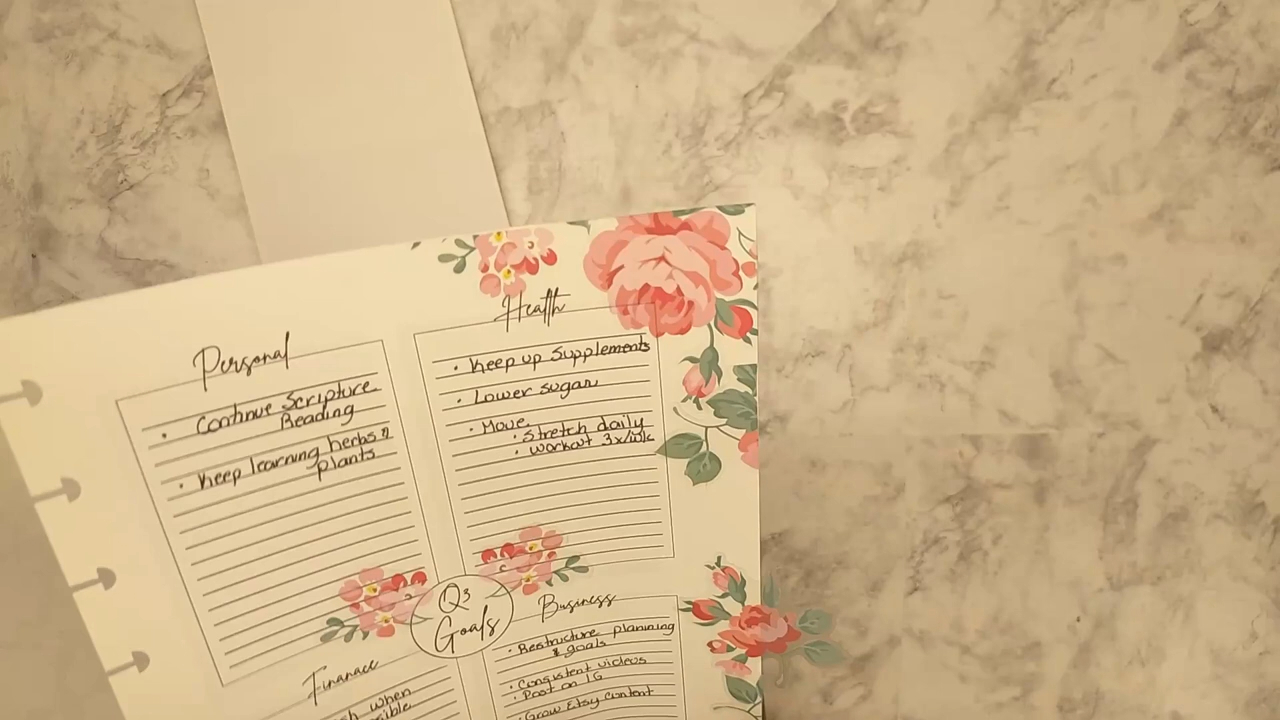 Personal
• Continue Scripture
Reading
• Keep learning herbs &
plants
Health
• Keep up Supplements
• Lower sugar
• Move
• Stretch daily
• workout 3x/wk
Q3
Goals
Finance
when
Business
• Restructure planning
& goals
• Consistent videos
• Post on IG
• Grow Etsy content